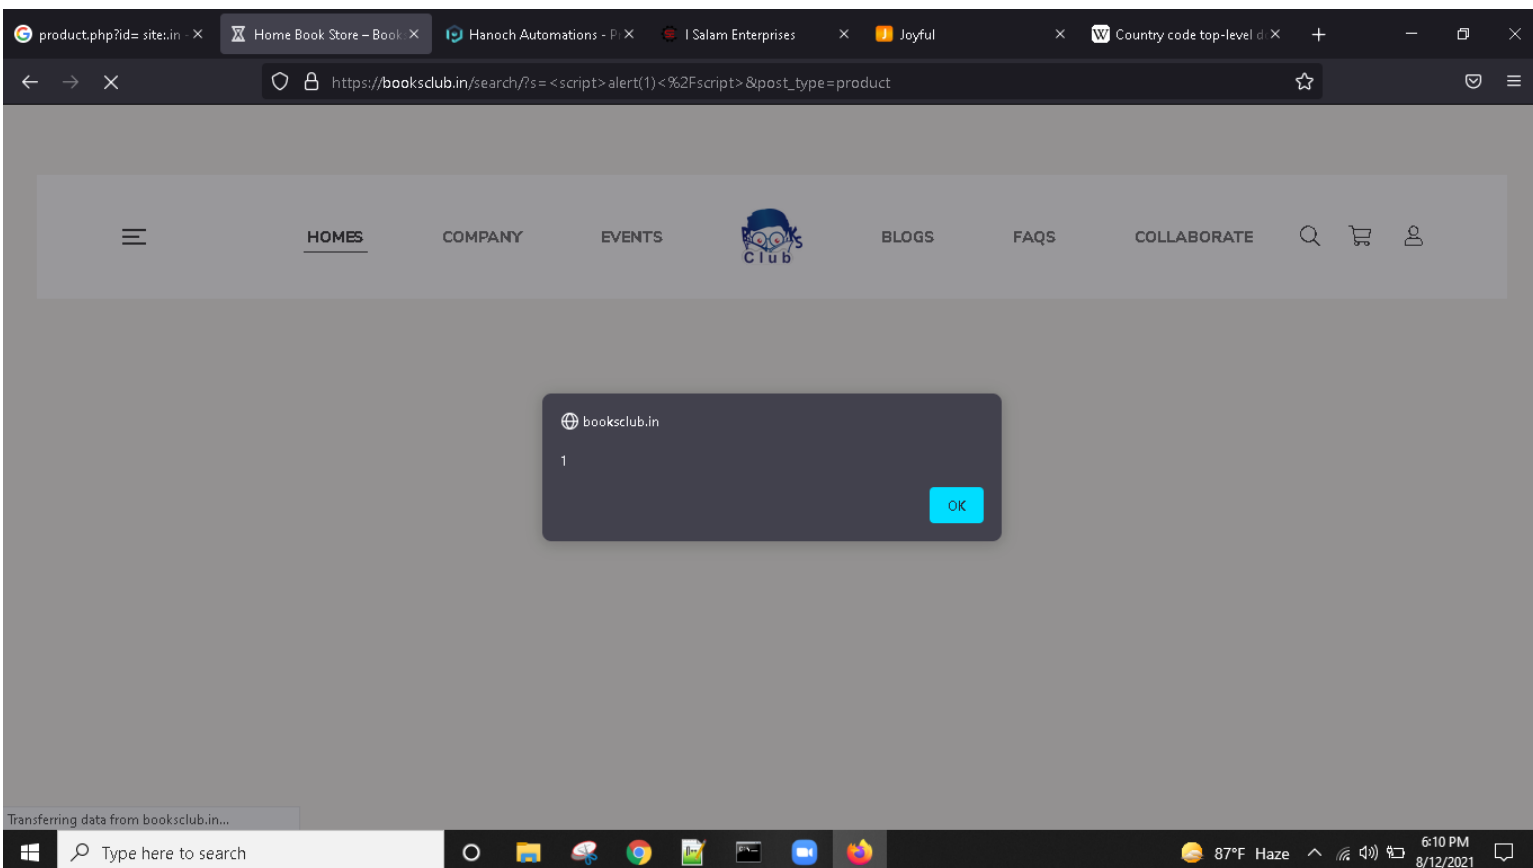 product.php?id= site:.in -
Home Book Store – Book
Hanoch Automations - P
I Salam Enterprises
Joyful
Country code top-level d
https://booksclub.in/search/?s=<script>alert(1)<%2Fscript>&post_type=product
HOMES COMPANY EVENTS BLOGS FAQS COLLABORATE
Club
booksclub.in
1
OK
Transferring data from booksclub.in...
Type here to search
87°F Haze
6:10 PM
8/12/2021